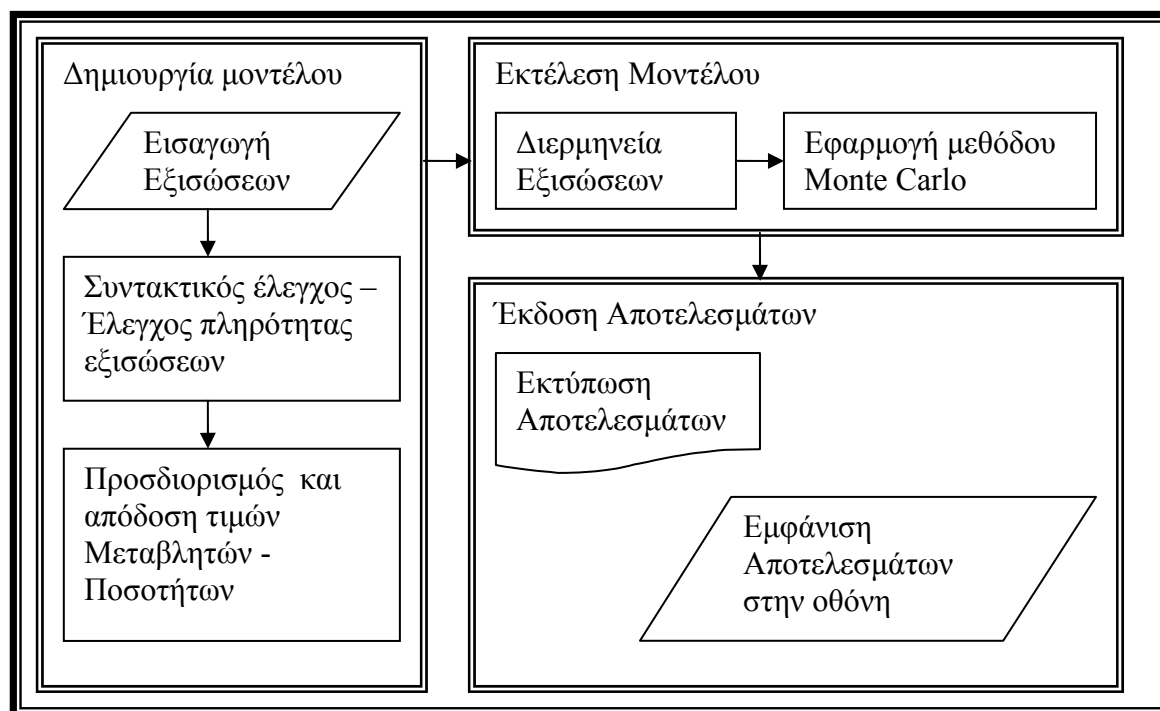 Δημιουργία μοντέλου
Εισαγωγή
Εξισώσεων
Συντακτικός έλεγχος –
Έλεγχος πληρότητας
εξισώσεων
Προσδιορισμός και
απόδοση τιμών
Μεταβλητών -
Ποσοτήτων
Εκτέλεση Μοντέλου
Διερμηνεία
Εξισώσεων
Εφαρμογή μεθόδου
Monte Carlo
Έκδοση Αποτελεσμάτων
Εκτύπωση
Αποτελεσμάτων
Εμφάνιση
Αποτελεσμάτων
στην οθόνη